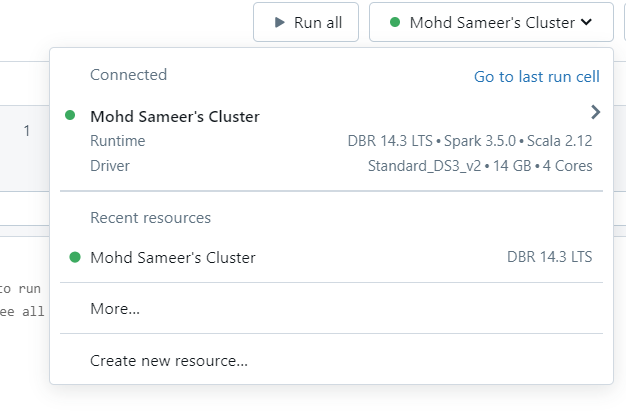 Run all
Mohd Sameer's Cluster
Connected
Go to last run cell
Mohd Sameer's Cluster
1
Runtime
DBR 14.3 LTS • Spark 3.5.0 • Scala 2.12
Driver
Standard_DS3_v2 • 14 GB • 4 Cores
Recent resources
Mohd Sameer's Cluster
DBR 14.3 LTS
to run
ee all
More...
Create new resource...